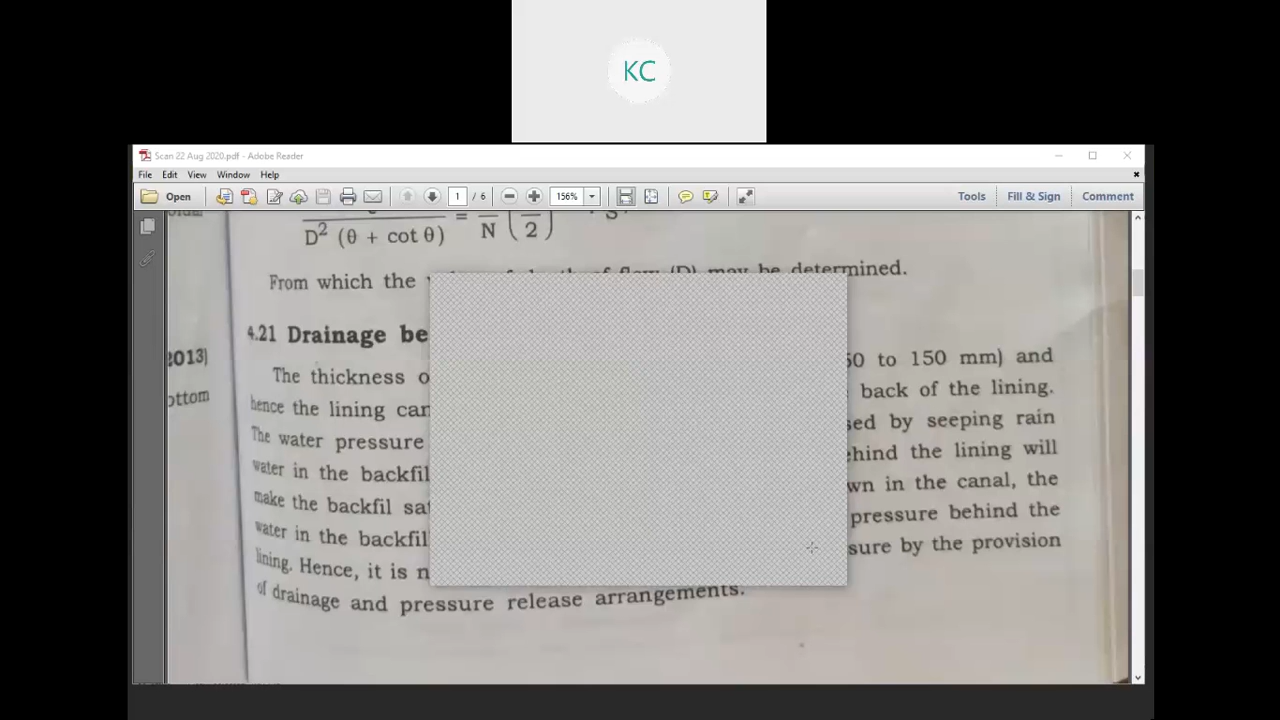 KC
Scan 22 Aug 2020.pdf - Adobe Reader
File Edit View Window Help
Open 1 / 6 156% Tools Fill & Sign Comment
D² (θ + cot θ) = N ( 2 )
From which the may be determined.
4.21 Drainage be
2013) The thickness o 50 to 150 mm) and
ottom hence the lining can back of the lining.
The water pressure sed by seeping rain
water in the backfil ehind the lining will
make the backfil sat wn in the canal, the
water in the backfil pressure behind the
lining. Hence, it is n sure by the provision
of drainage and pressure release arrangements.